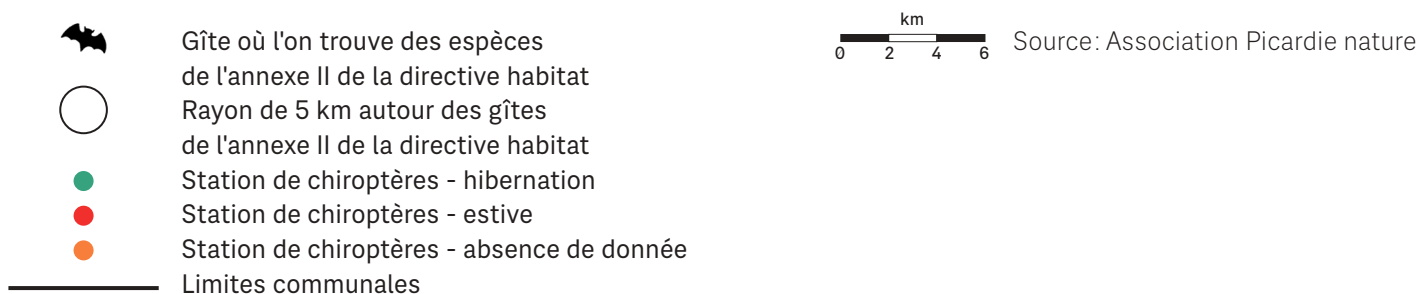 Gîte où l'on trouve des espèces
de l'annexe II de la directive habitat
Rayon de 5 km autour des gîtes
de l'annexe II de la directive habitat
Station de chiroptères - hibernation
Station de chiroptères - estive
Station de chiroptères - absence de donnée
Limites communales
km
0 2 4 6
Source: Association Picardie nature